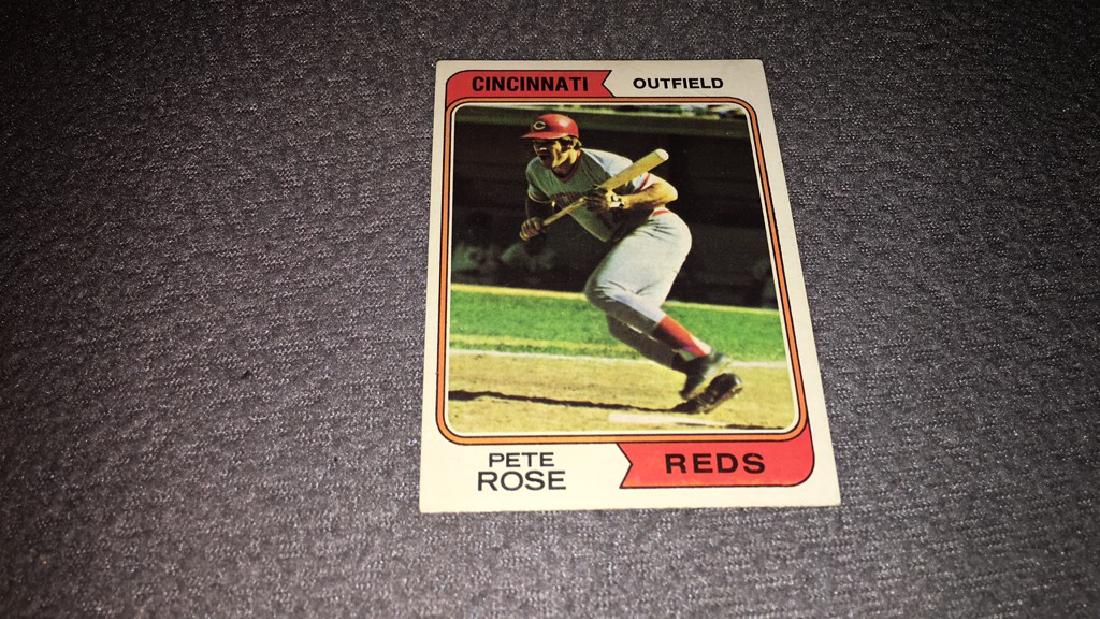 CINCINNATI OUTFIELD
C
PETE
ROSE
REDS